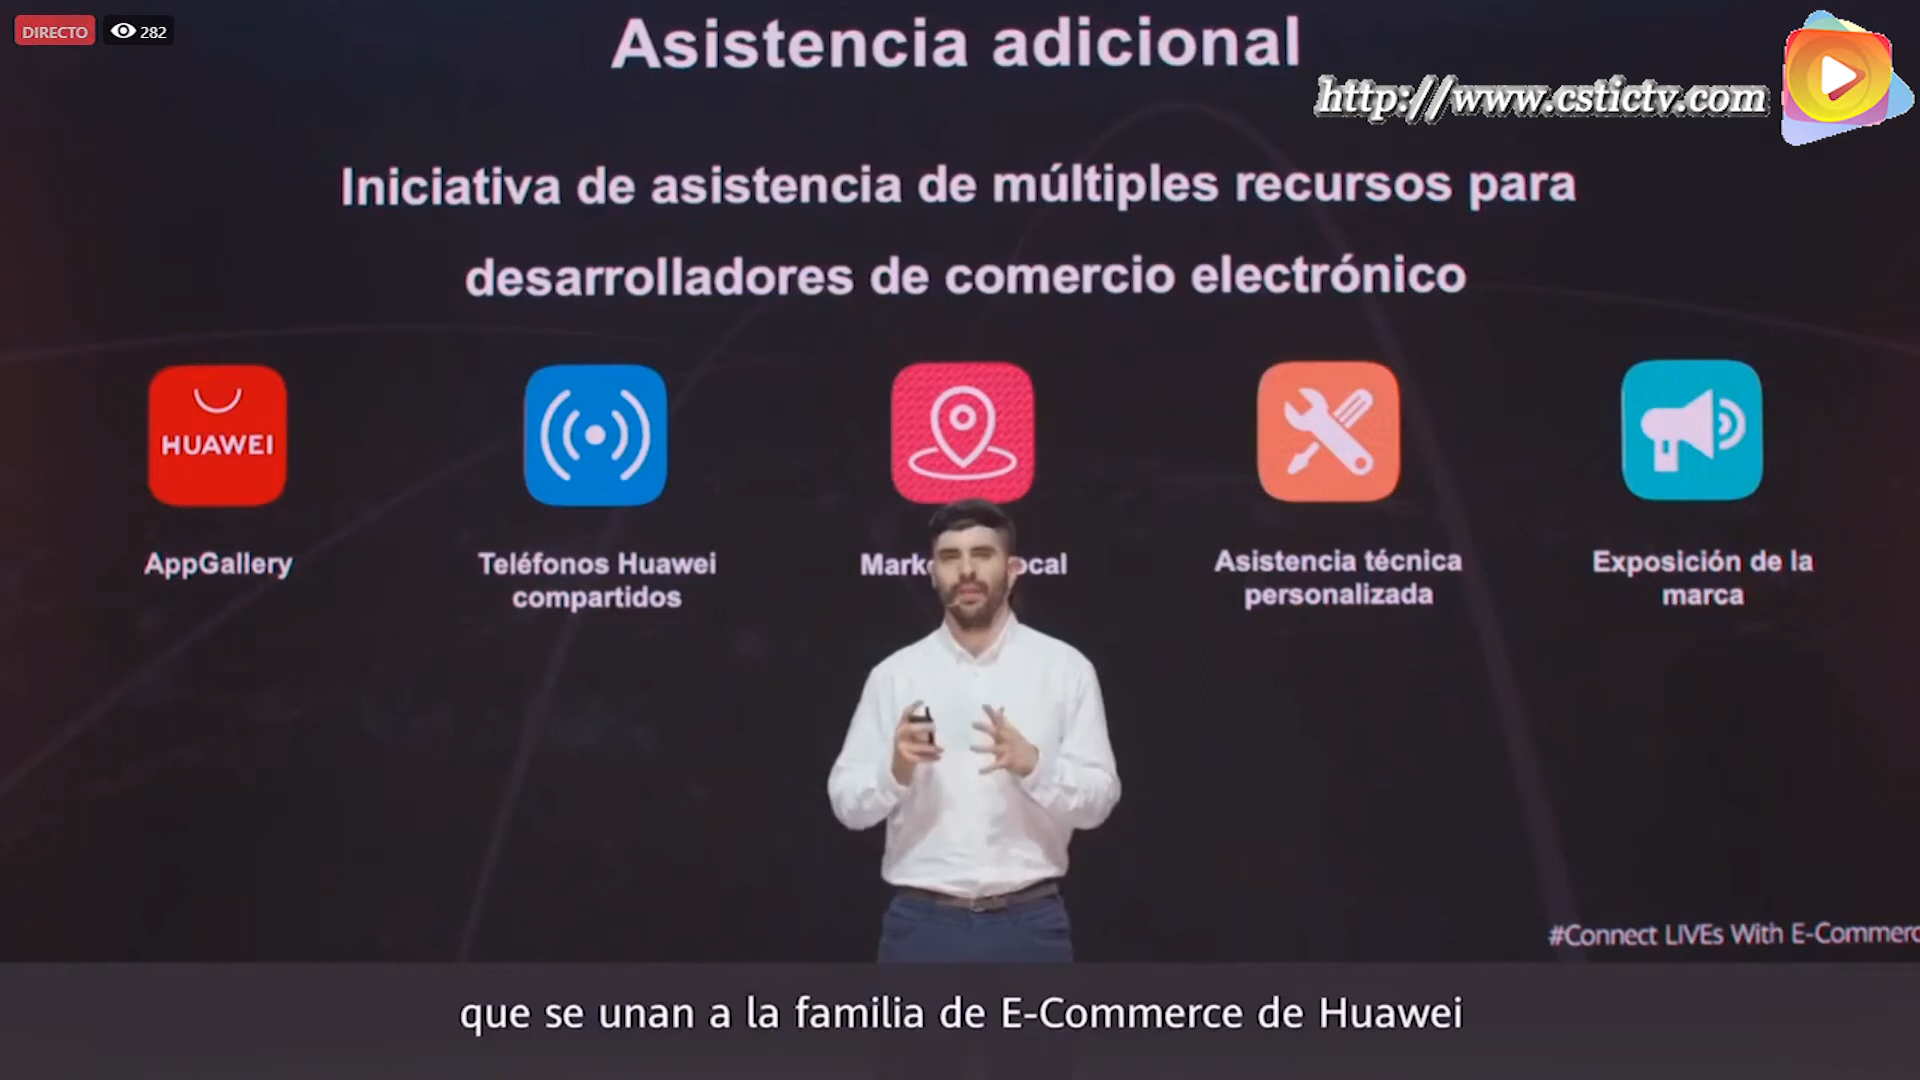 DIRECTO 282
Asistencia adicional
http://www.cstictv.com
Iniciativa de asistencia de múltiples recursos para
desarrolladores de comercio electrónico
HUAWEI
AppGallery
Teléfonos Huawei
compartidos
Asistencia técnica
personalizada
Exposición de la
marca
#Connect LIVEs With E-Commerc
que se unan a la familia de E-Commerce de Huawei